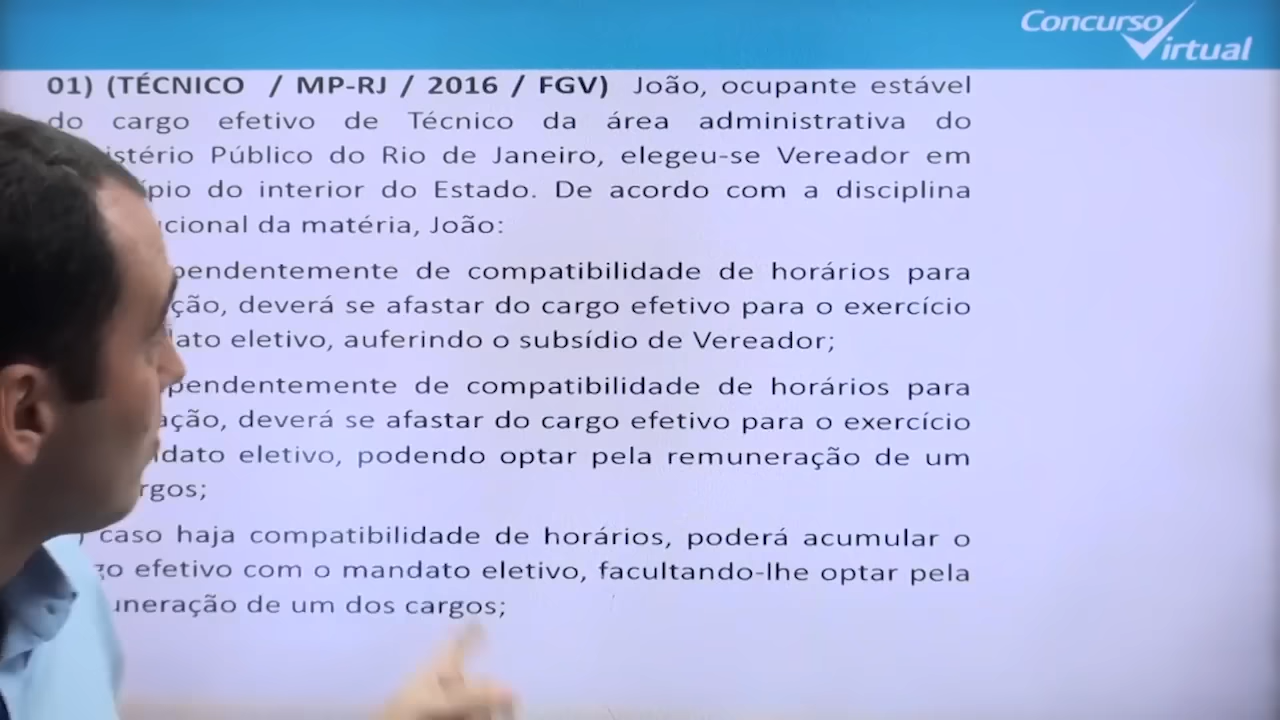 Concurso
Virtual
01) (TÉCNICO / MP-RJ / 2016 / FGV) João, ocupante estável
do cargo efetivo de Técnico da área administrativa do
istério Público do Rio de Janeiro, elegeu-se Vereador em
ípio do interior do Estado. De acordo com a disciplina
cional da matéria, João:
pendentemente de compatibilidade de horários para
ção, deverá se afastar do cargo efetivo para o exercício
ato eletivo, auferindo o subsídio de Vereador;
pendentemente de compatibilidade de horários para
ação, deverá se afastar do cargo efetivo para o exercício
dato eletivo, podendo optar pela remuneração de um
rgos;
) caso haja compatibilidade de horários, poderá acumular o
go efetivo com o mandato eletivo, facultando-lhe optar pela
uneração de um dos cargos;